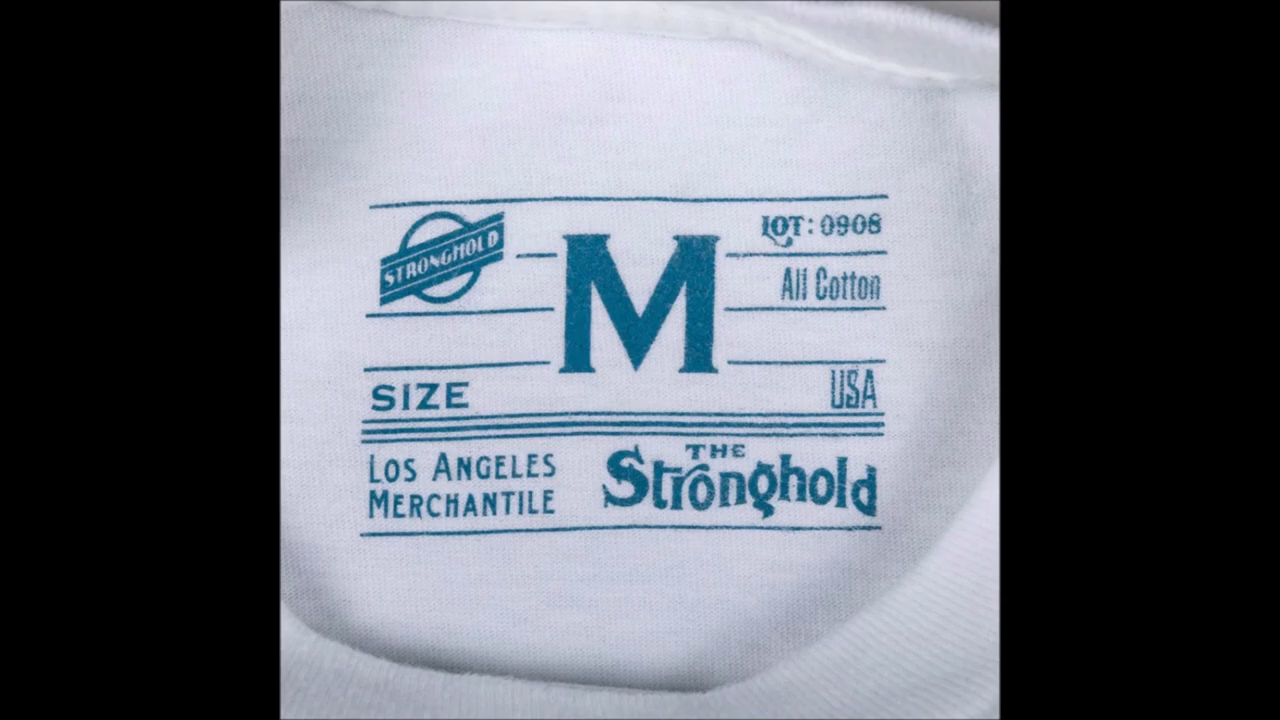 STRONGHOLD
M
LOT: 0908
All Cotton
SIZE
USA
LOS ANGELES
MERCHANTILE
THE
Stronghold